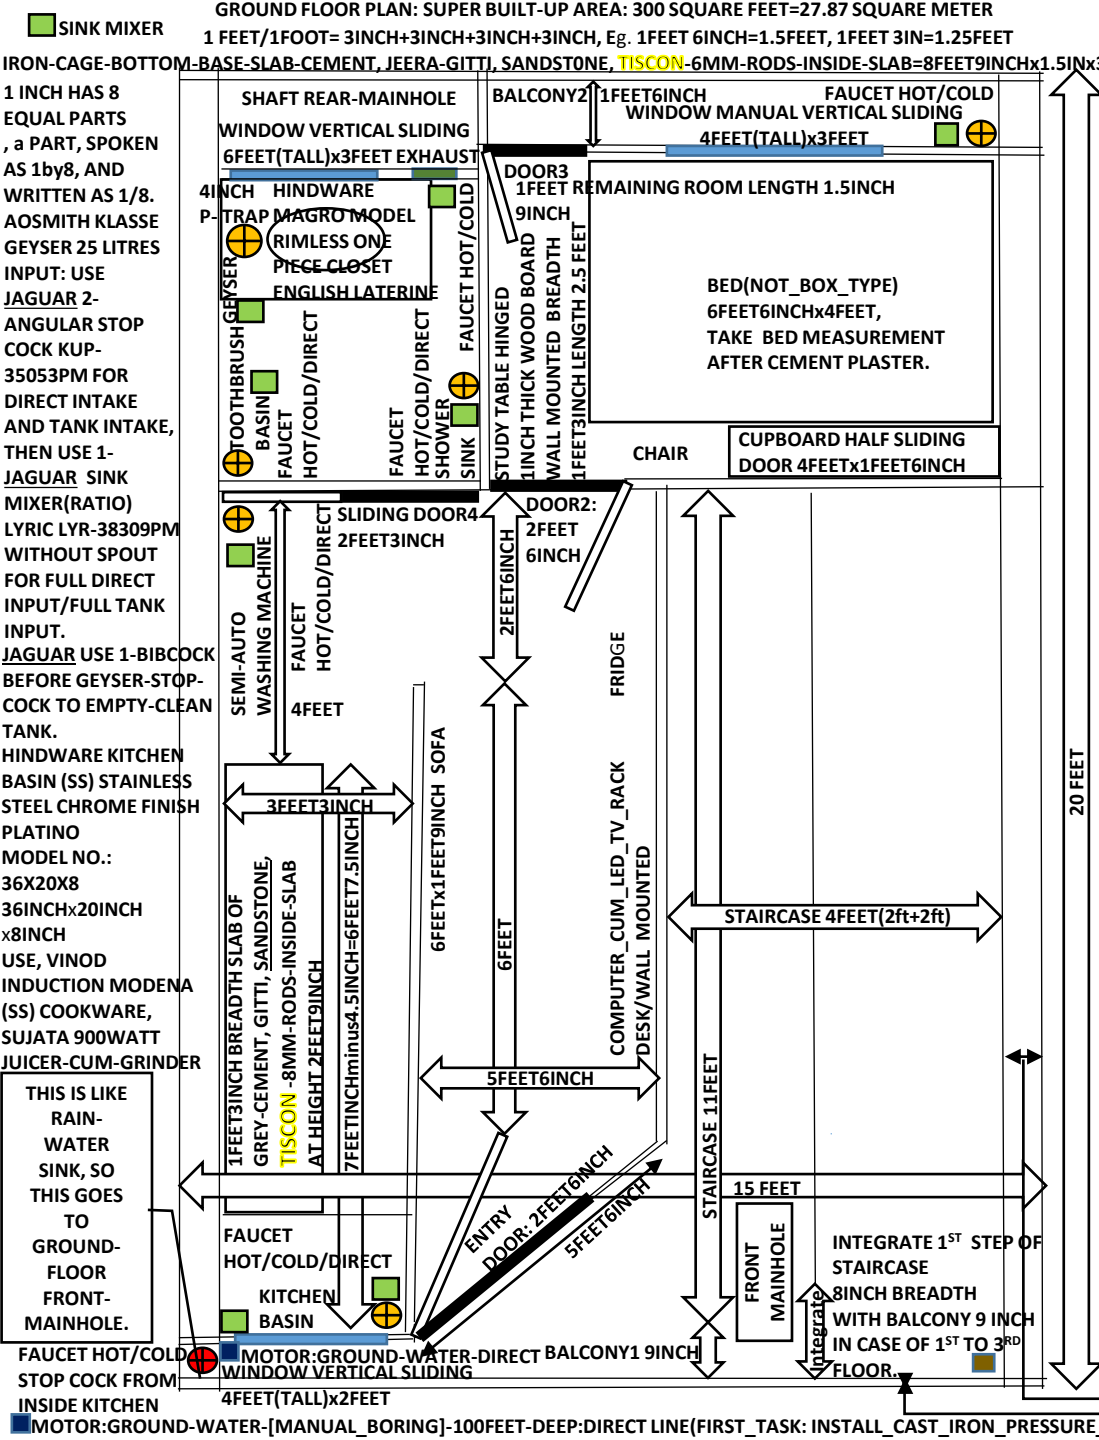 GROUND FLOOR PLAN: SUPER BUILT-UP AREA: 300 SQUARE FEET=27.87 SQUARE METER
SINK MIXER
1 FEET/1FOOT= 3INCH+3INCH+3INCH+3INCH, Eg. 1FEET 6INCH=1.5FEET, 1FEET 3IN=1.25FEET
IRON-CAGE-BOTTOM-BASE-SLAB-CEMENT, JEERA-GITTI, SANDST0NE, TISCON-6MM-RODS-INSIDE-SLAB=8FEET9INCHx1.5INx3
1 INCH HAS 8
EQUAL PARTS
, a PART, SPOKEN
AS 1by8, AND
WRITTEN AS 1/8.
AOSMITH KLASSE
GEYSER 25 LITRES
INPUT: USE
JAGUAR 2-
ANGULAR STOP
COCK KUP-
35053PM FOR
DIRECT INTAKE
AND TANK INTAKE,
THEN USE 1-
JAGUAR SINK
MIXER(RATIO)
LYRIC LYR-38309PM
WITHOUT SPOUT
FOR FULL DIRECT
INPUT/FULL TANK
INPUT.
JAGUAR USE 1-BIBCOCK
BEFORE GEYSER-STOP-
COCK TO EMPTY-CLEAN
TANK.
HINDWARE KITCHEN
BASIN (SS) STAINLESS
STEEL CHROME FINISH
PLATINO
MODEL NO.:
36X20X8
36INCHx20INCH
x8INCH
USE, VINOD
INDUCTION MODENA
(SS) COOKWARE,
SUJATA 900WATT
JUICER-CUM-GRINDER
THIS IS LIKE
RAIN-
WATER
SINK, SO
THIS GOES
TO
GROUND-
FLOOR
FRONT-
MAINHOLE.
FAUCET HOT/COLD
STOP COCK FROM
INSIDE KITCHEN
SHAFT REAR-MAINHOLE
WINDOW VERTICAL SLIDING
6FEET(TALL)x3FEET EXHAUST
BALCONY2 1FEET6INCH
FAUCET HOT/COLD
WINDOW MANUAL VERTICAL SLIDING
4FEET(TALL)x3FEET
4INCH
P- TRAP
HINDWARE
MAGRO MODEL
RIMLESS ONE
PIECE CLOSET
ENGLISH LATERINE
GEYSER
FAUCET HOT/COLD
DOOR3
1FEET
9INCH
REMAINING ROOM LENGTH 1.5INCH
BED(NOT_BOX_TYPE)
6FEET6INCHx4FEET,
TAKE BED MEASUREMENT
AFTER CEMENT PLASTER.
TOOTHBRUSH
BASIN
FAUCET
HOT/COLD/DIRECT
FAUCET
HOT/COLD/DIRECT
SHOWER
SINK
STUDY TABLE HINGED
1INCH THICK WOOD BOARD
WALL MOUNTED BREADTH
1FEET3INCH LENGTH 2.5 FEET
CHAIR
CUPBOARD HALF SLIDING
DOOR 4FEETx1FEET6INCH
SLIDING DOOR4
2FEET3INCH
DOOR2:
2FEET
6INCH
2FEET6INCH
SEMI-AUTO
WASHING MACHINE
FAUCET
HOT/COLD/DIRECT
4FEET
FRIDGE
3FEET3INCH
6FEETx1FEET9INCH SOFA
6FEET
COMPUTER_CUM_LED_TV_RACK
DESK/WALL MOUNTED
STAIRCASE 4FEET(2ft+2ft)
20 FEET
1FEET3INCH BREADTH SLAB OF
GREY-CEMENT, GITTI, SANDSTONE,
TISCON -8MM-RODS-INSIDE-SLAB
AT HEIGHT 2FEET9INCH
7FEETINCHminus4.5INCH=6FEET7.5INCH
5FEET6INCH
STAIRCASE 11FEET
15 FEET
FAUCET
HOT/COLD/DIRECT
KITCHEN
BASIN
ENTRY
DOOR: 2FEET6INCH
5FEET6INCH
FRONT
MAINHOLE
Integrate
INTEGRATE 1ST STEP OF
STAIRCASE
8INCH BREADTH
WITH BALCONY 9 INCH
IN CASE OF 1ST TO 3RD
FLOOR.
MOTOR:GROUND-WATER-DIRECT
BALCONY1 9INCH
WINDOW VERTICAL SLIDING
4FEET(TALL)x2FEET
MOTOR:GROUND-WATER-[MANUAL_BORING]-100FEET-DEEP:DIRECT LINE(FIRST_TASK: INSTALL_CAST_IRON_PRESSURE_